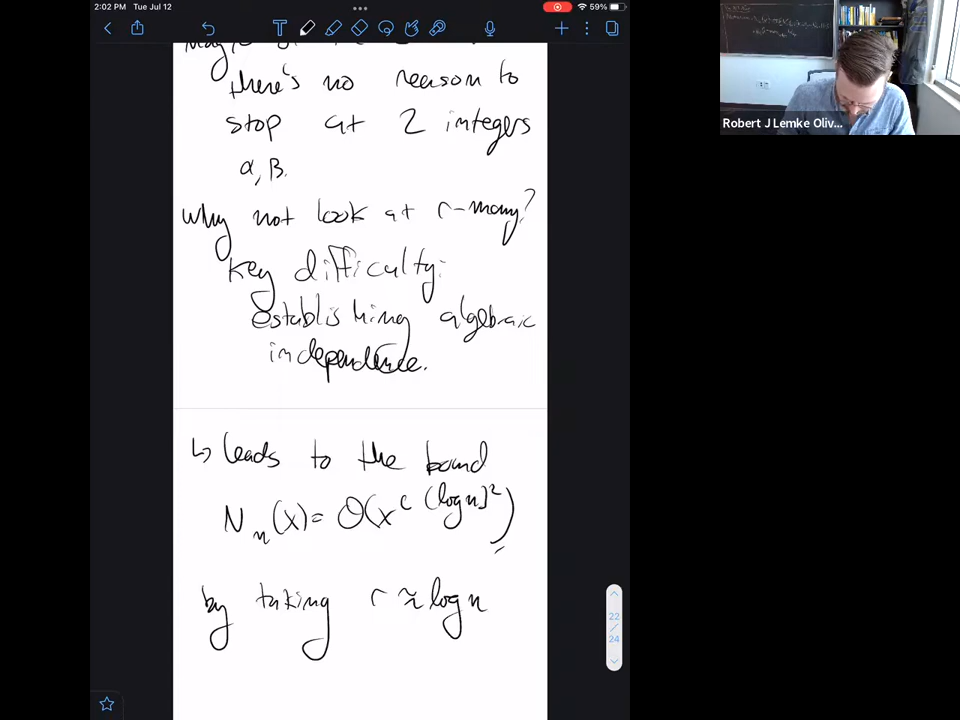 2:02 PM Tue Jul 12
59%
there's no reason to
stop at 2 integers
α, β.
Why not look at r-many?
Key difficulty:
establishing algebraic
independence.
↳ leads to the bound
N_n(x) = O(x^{c (log n)^2})
by taking r ≈ log n
22
/
24
Robert J Lemke Oliv...